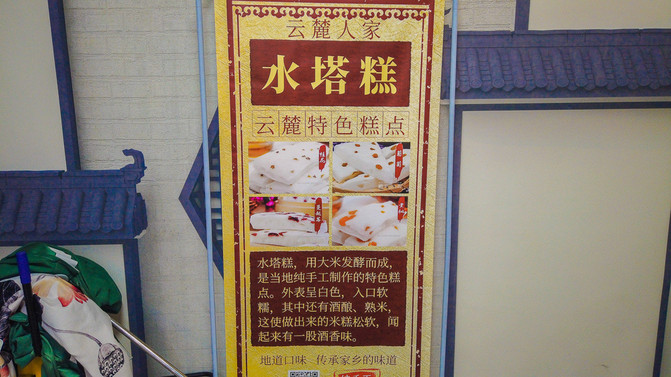 云麓人家
水塔糕
云麓特色糕点
水塔糕，用大米发酵而成，
是当地纯手工制作的特色糕
点。外表呈白色，入口软
糯，其中还有酒酿、熟米，
这使做出来的米糕松软，闻
起来有一股酒香味。
地道口味 传承家乡的味道